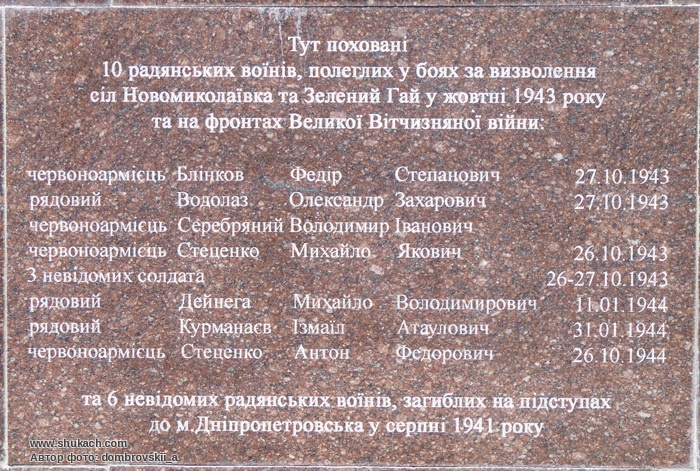 Тут поховані
10 радянських воїнів, полеглих у боях за визволення
сіл Новомиколаївка та Зелений Гай у жовтні 1943 року
та на фронтах Великої Вітчизняної війни:
червоноармієць Блінков Федір Степанович 27.10.1943
рядовий Водолаз Олександр Захарович 27.10.1943
червоноармієць Серебряний Володимир Іванович
червоноармієць Стеценко Михайло Якович 26.10.1943
3 невідомих солдата 26-27.10.1943
рядовий Дейнега Михайло Володимирович 11.01.1944
рядовий Курманаєв Ізмаіл Атаулович 31.01.1944
червоноармієць Стеценко Антон Федорович 26.10.1944
та 6 невідомих радянських воїнів, загиблих на підступах
до м.Дніпропетровська у серпні 1941 року
www.shukach.com
Автор фото: dombrovskii_a_